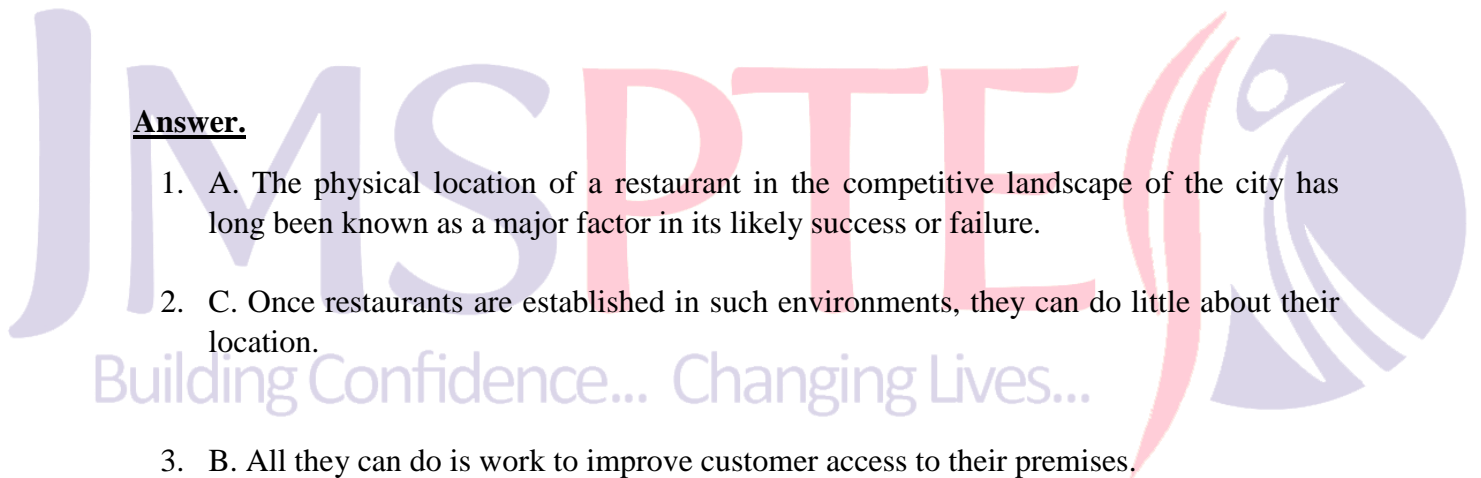 JMSPTE
Answer.
1. A. The physical location of a restaurant in the competitive landscape of the city has
long been known as a major factor in its likely success or failure.
2. C. Once restaurants are established in such environments, they can do little about their
location.
Building Confidence... Changing Lives...
3. B. All they can do is work to improve customer access to their premises.